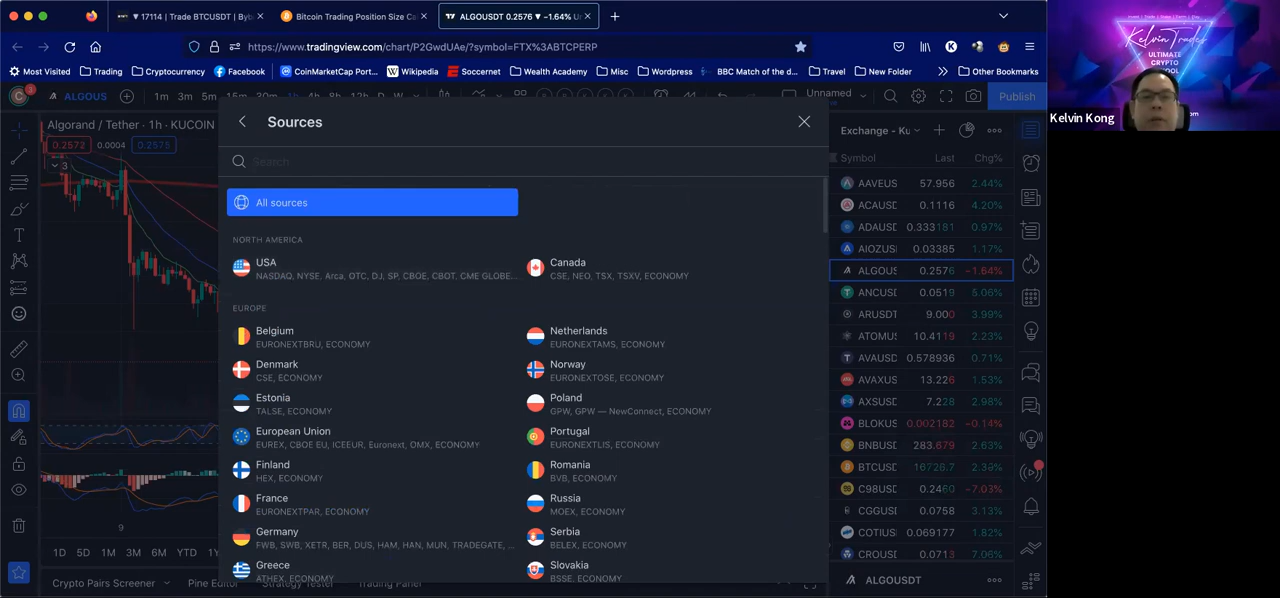 17114 | Trade BTCUSDT | Byb
Bitcoin Trading Position Size Ca
ALGOUSDT 0.2576 ▼ −1.64% U
https://www.tradingview.com/chart/P2GwdUAe/?symbol=FTX%3ABTCPERP
Most Visited
Trading
Cryptocurrency
Facebook
CoinMarketCap Port...
Wikipedia
Soccernet
Wealth Academy
Misc
Wordpress
BBC Match of the d...
Travel
New Folder
Other Bookmarks
ALGOUS
1m 3m 5m
Unnamed
Publish
Algorand / Tether · 1h · KUCOIN
0.2572
0.0004
0.2573
3
Sources
Search
All sources
NORTH AMERICA
USA
NASDAQ, NYSE, Arca, OTC, DJ, SP, CBOE, CBOT, CME GLOBE...
Canada
CSE, NEO, TSX, TSXV, ECONOMY
EUROPE
Belgium
EURONEXTBRU, ECONOMY
Netherlands
EURONEXTAMS, ECONOMY
Denmark
CSE, ECONOMY
Norway
EURONEXTOSE, ECONOMY
Estonia
TALSE, ECONOMY
Poland
GPW, GPW — NewConnect, ECONOMY
European Union
EUREX, CBOE EU, ICEEUR, Euronext, OMX, ECONOMY
Portugal
EURONEXTLIS, ECONOMY
Finland
HEX, ECONOMY
Romania
BVB, ECONOMY
France
EURONEXTPAR, ECONOMY
Russia
MOEX, ECONOMY
Germany
FWB, SWB, XETR, BER, DUS, HAM, HAN, MUN, TRADEGATE, ...
Serbia
BELEX, ECONOMY
Greece
ATHEX, ECONOMY
Slovakia
BSSE, ECONOMY
9
1D 5D 1M 3M 6M YTD 1Y
Crypto Pairs Screener
Pine Editor
Strategy Tester
Trading Panel
Exchange - Ku
Symbol Last Chg%
AAVEUS 57.956 2.44%
ACAUSD 0.1116 4.20%
ADAUSD 0.333181 0.97%
AIOZUSD 0.03385 1.17%
ALGOUS 0.2576 −1.64%
ANCUSD 0.0519 5.06%
ARUSDT 9.000 3.99%
ATOMUS 10.4119 2.23%
AVAUSD 0.578936 0.71%
AVAXUS 13.226 1.53%
AXSUSD 7.228 2.98%
BLOKUS 0.002182 −0.14%
BNBUSD 283.679 2.63%
BTCUSD 16728.7 2.38%
C98USD 0.2460 −7.03%
CGGUSD 0.0758 3.13%
COTIUSD 0.069177 1.82%
CROUSD 0.0713 7.06%
ALGOUSDT
Kelvin Trades
ULTIMATE
CRYPTO
Kelvin Kong